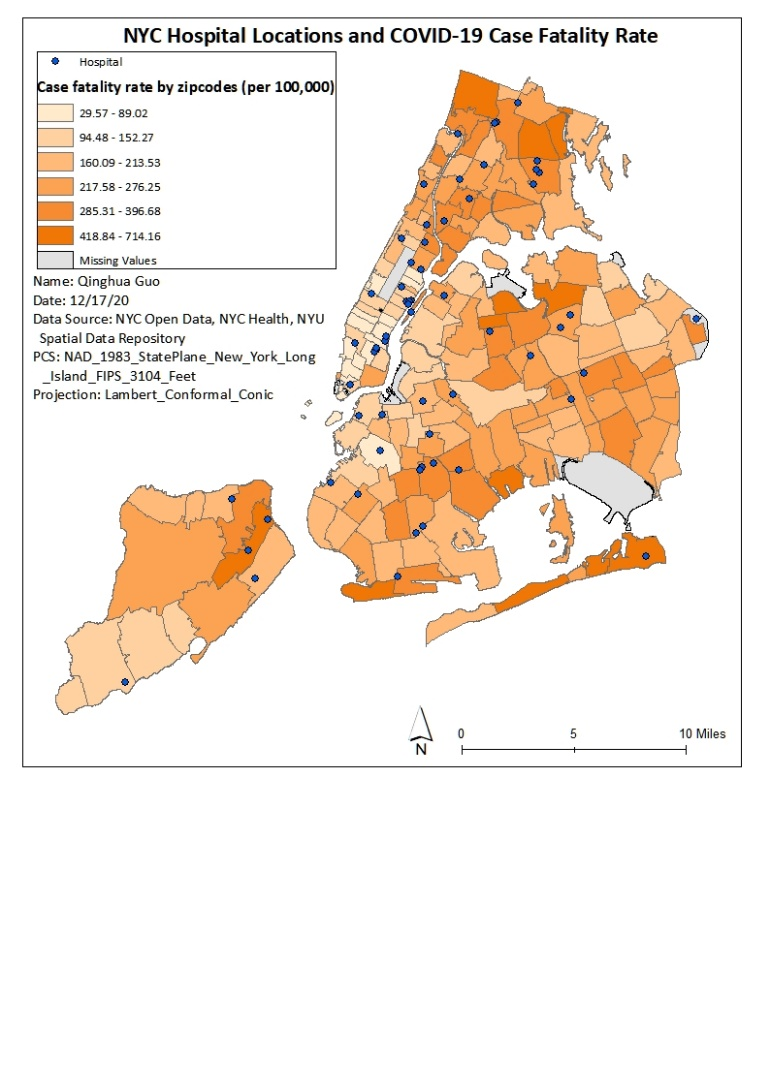 NYC Hospital Locations and COVID-19 Case Fatality Rate
Hospital
Case fatality rate by zipcodes (per 100,000)
29.57 - 89.02
94.48 - 152.27
160.09 - 213.53
217.58 - 276.25
285.31 - 396.68
418.84 - 714.16
Missing Values
Name: Qinghua Guo
Date: 12/17/20
Data Source: NYC Open Data, NYC Health, NYU
Spatial Data Repository
PCS: NAD_1983_StatePlane_New_York_Long
_Island_FIPS_3104_Feet
Projection: Lambert_Conformal_Conic
N
0 5 10 Miles